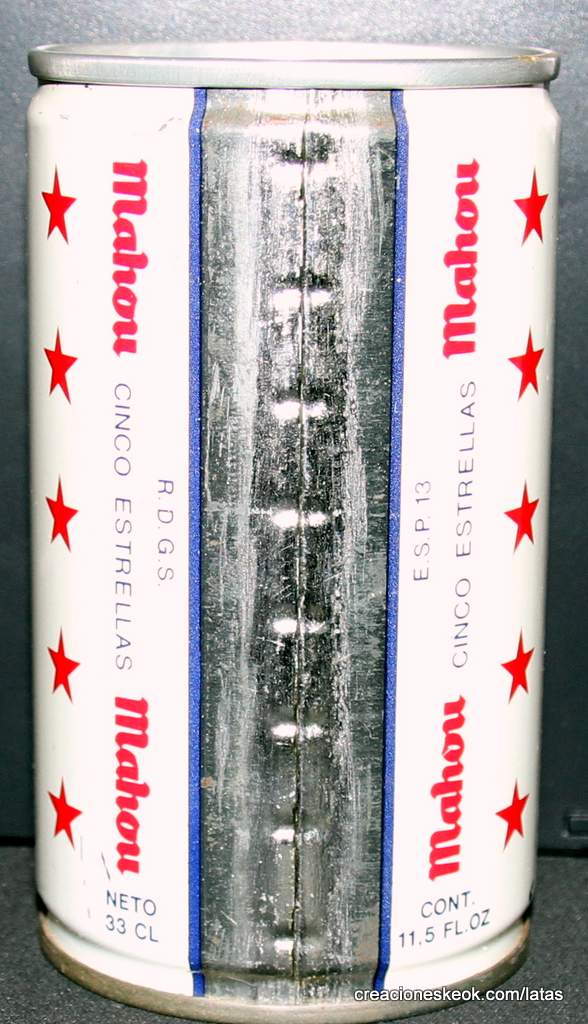 Mahou CINCO ESTRELLAS Mahou
R.D.G.S.
NETO
33 CL
Mahou CINCO ESTRELLAS Mahou
E.S.P. 13
CONT.
11,5 FL.OZ
creacioneskeok.com/latas